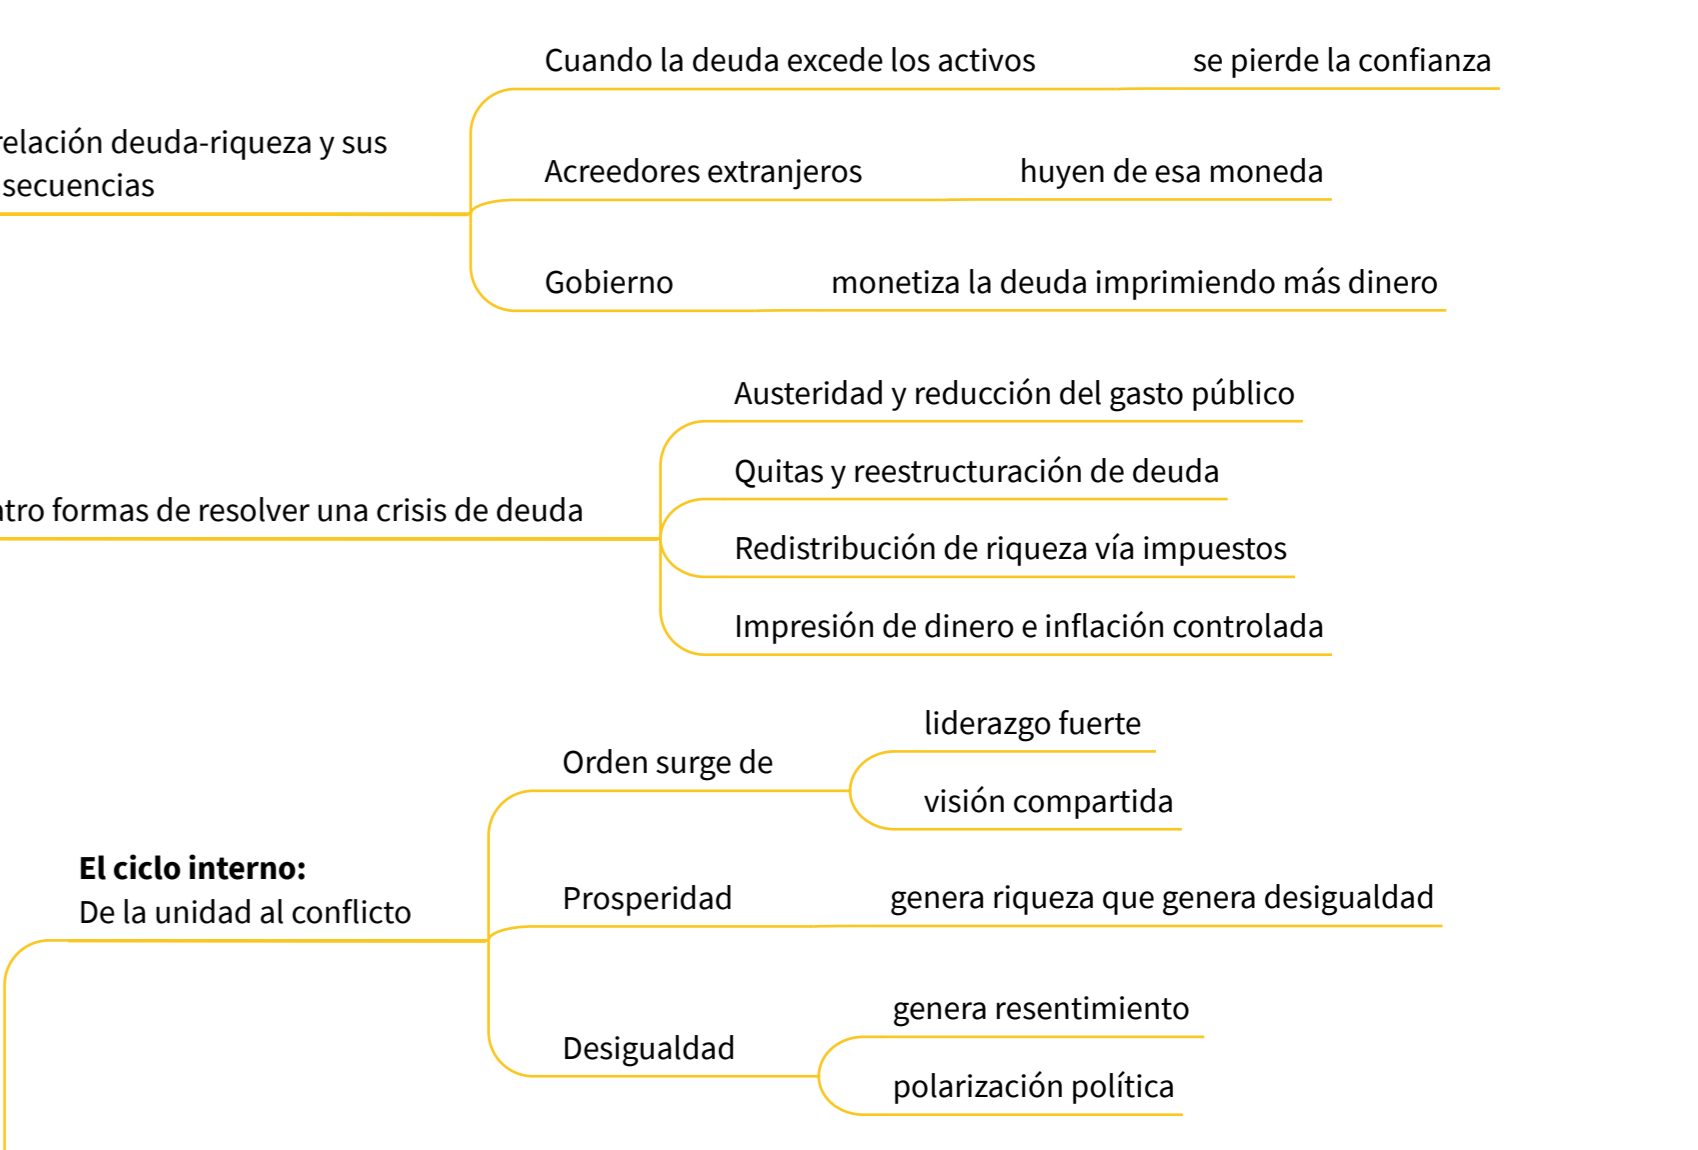 Cuando la deuda excede los activos
se pierde la confianza
relación deuda-riqueza y sus
secuencias
Acreedores extranjeros
huyen de esa moneda
Gobierno
monetiza la deuda imprimiendo más dinero
formas de resolver una crisis de deuda
Austeridad y reducción del gasto público
Quitas y reestructuración de deuda
Redistribución de riqueza vía impuestos
Impresión de dinero e inflación controlada
El ciclo interno:
De la unidad al conflicto
Orden surge de
liderazgo fuerte
visión compartida
Prosperidad
genera riqueza que genera desigualdad
Desigualdad
genera resentimiento
polarización política